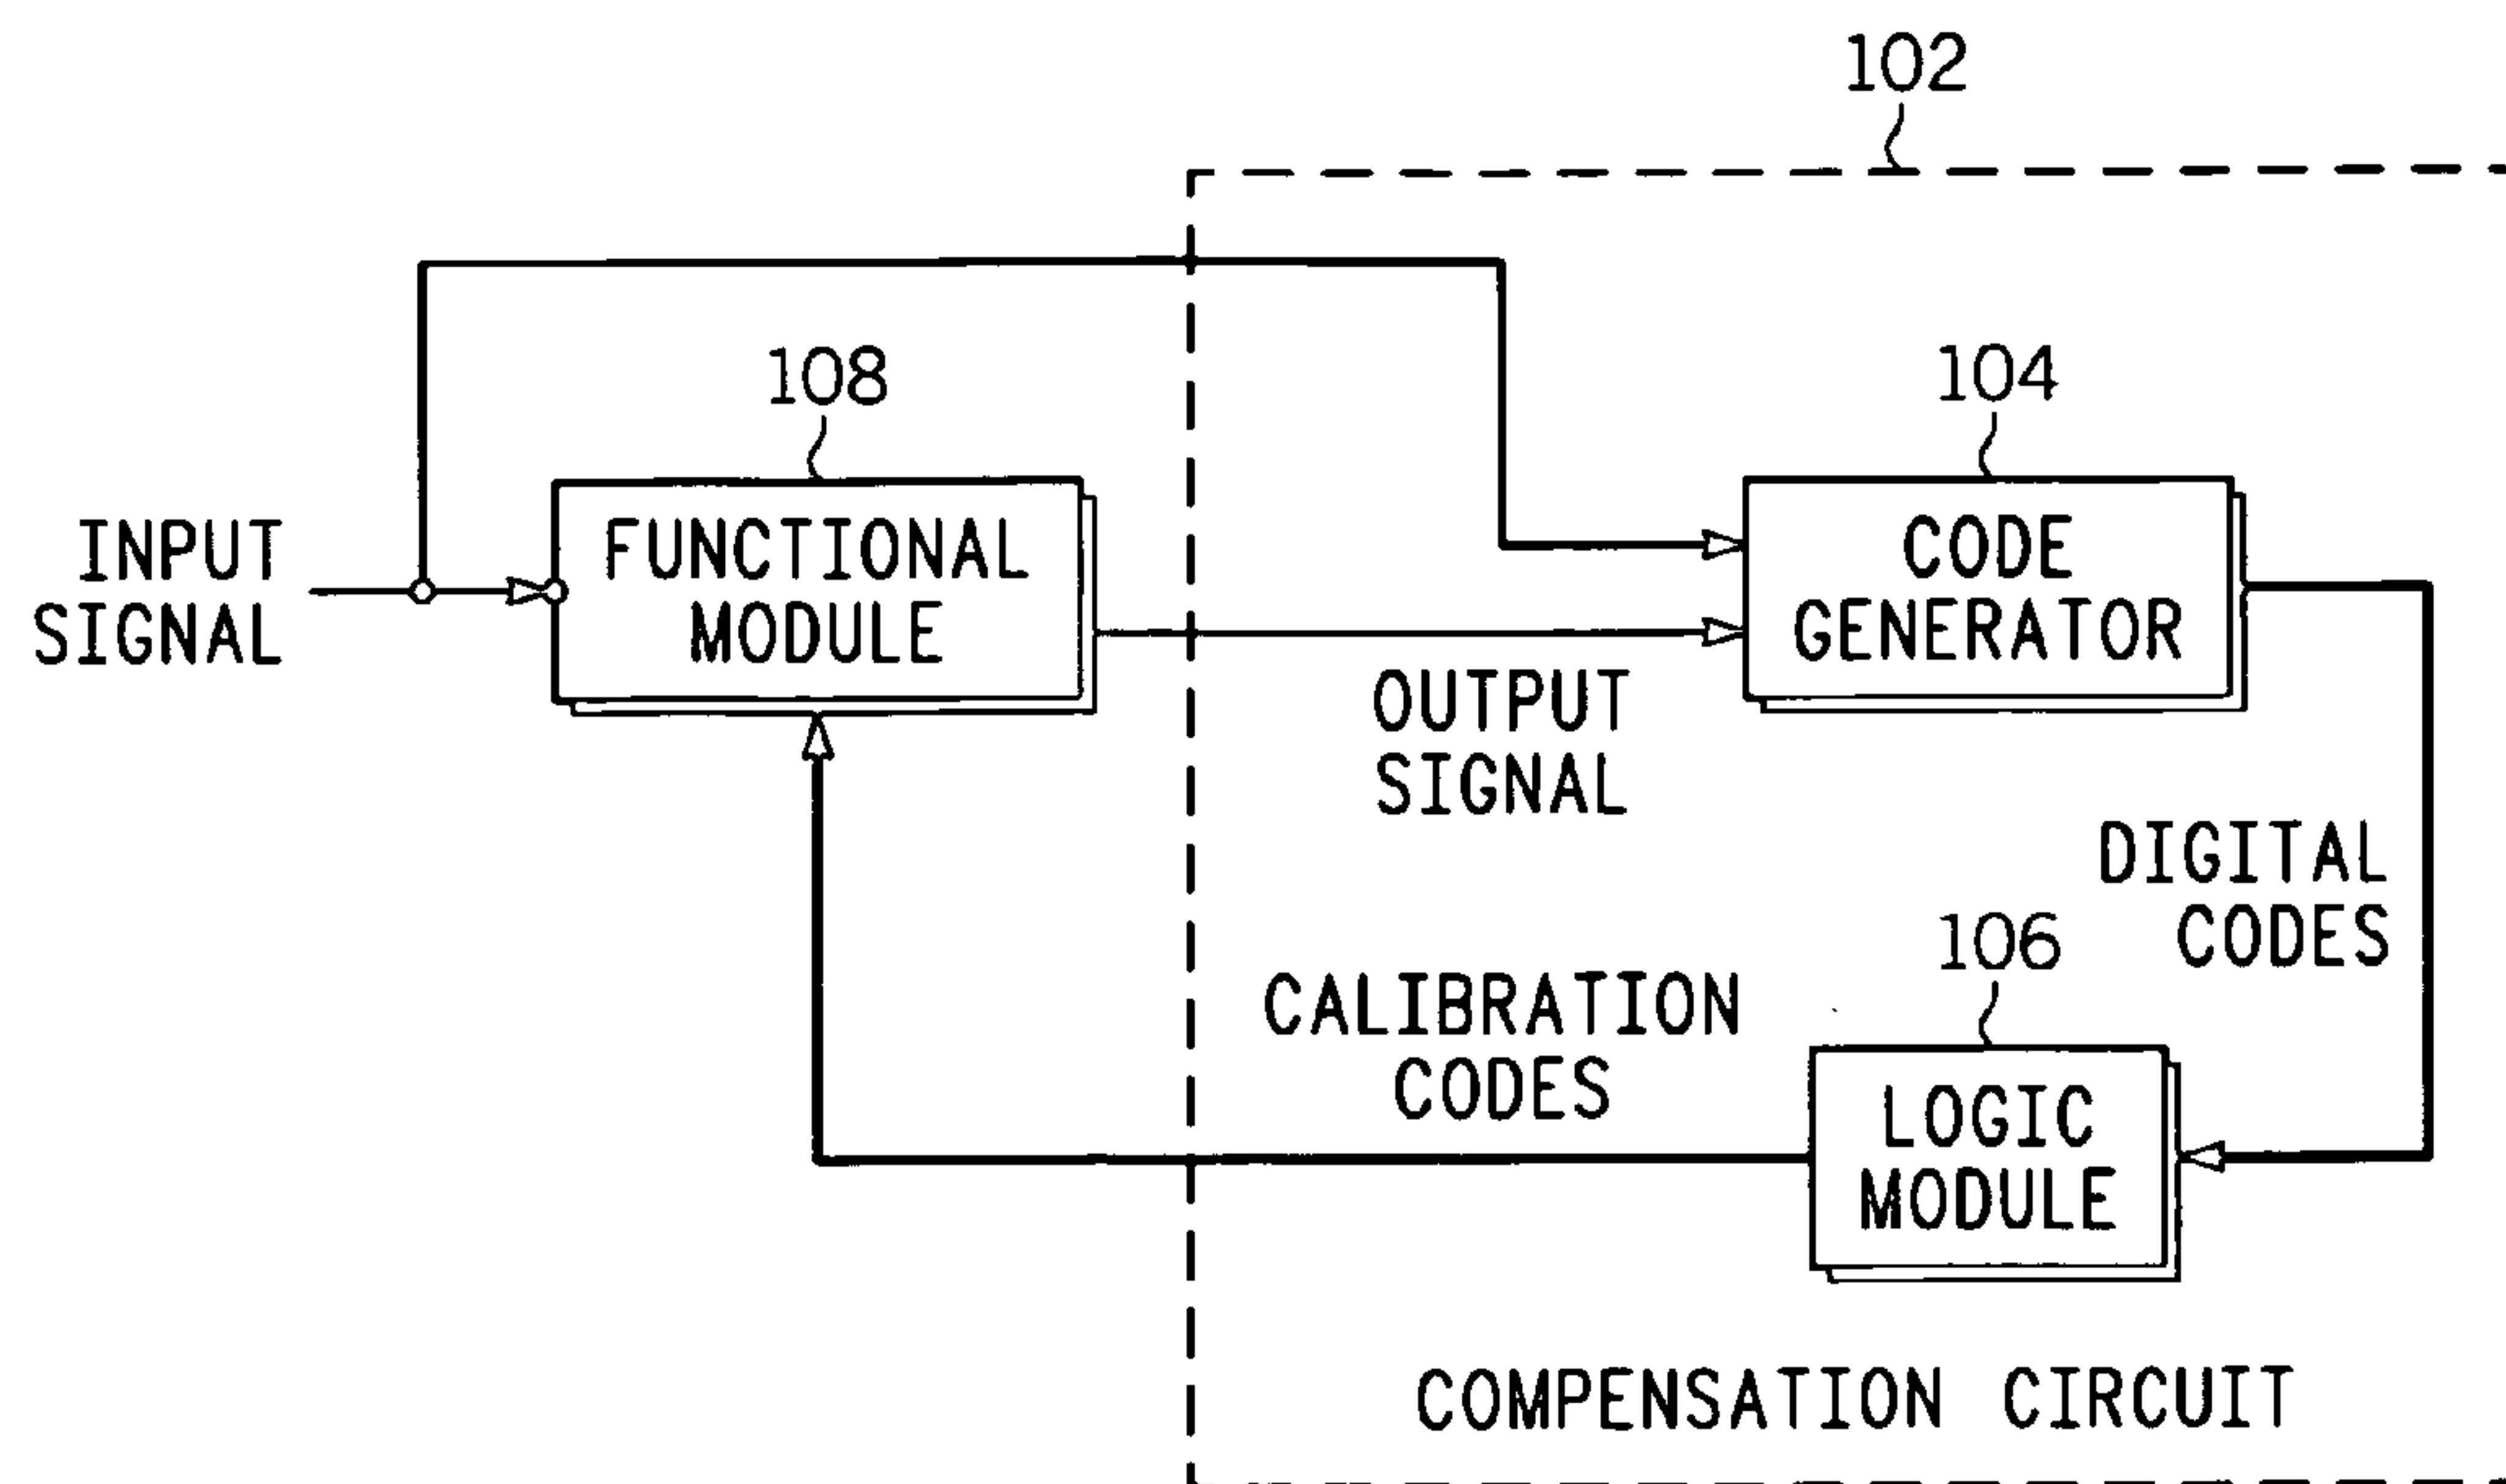 102
108
104
INPUT
SIGNAL
FUNCTIONAL
MODULE
CODE
GENERATOR
OUTPUT
SIGNAL
DIGITAL
CODES
106
CALIBRATION
CODES
LOGIC
MODULE
COMPENSATION CIRCUIT